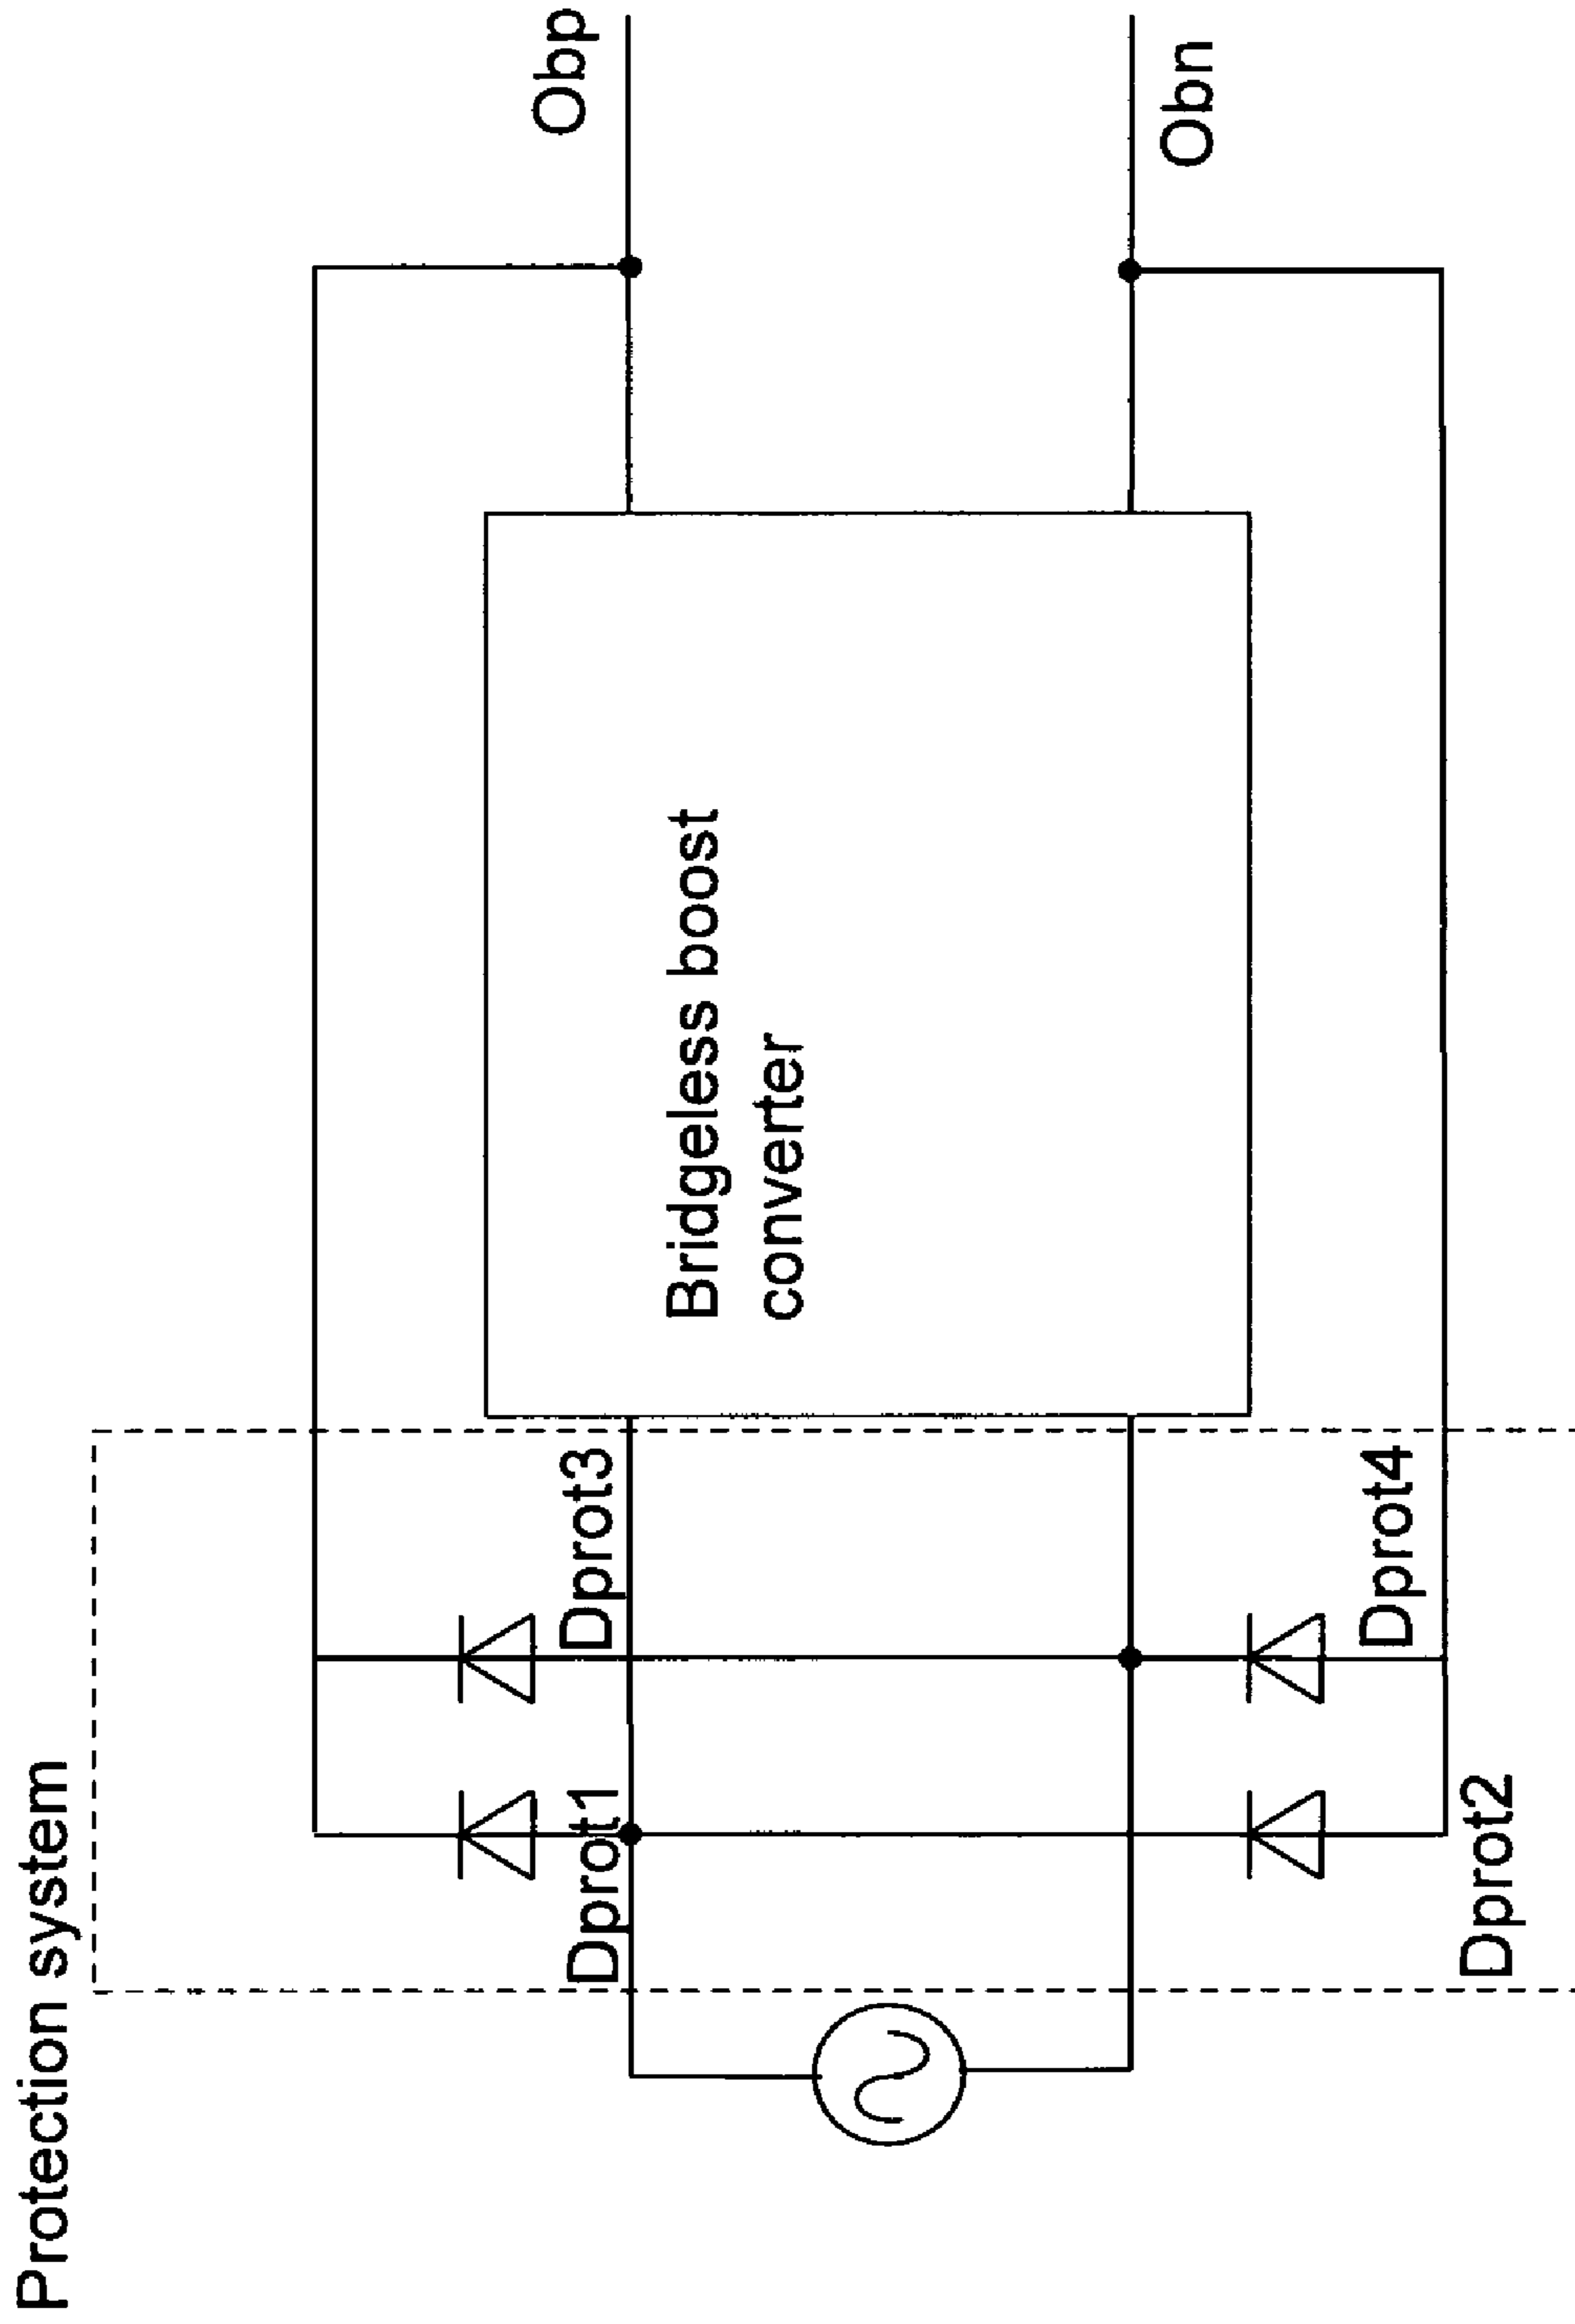 Protection system
Dprot1
Dprot3
Bridgeless boost
converter
Obp
Obn
Dprot2
Dprot4